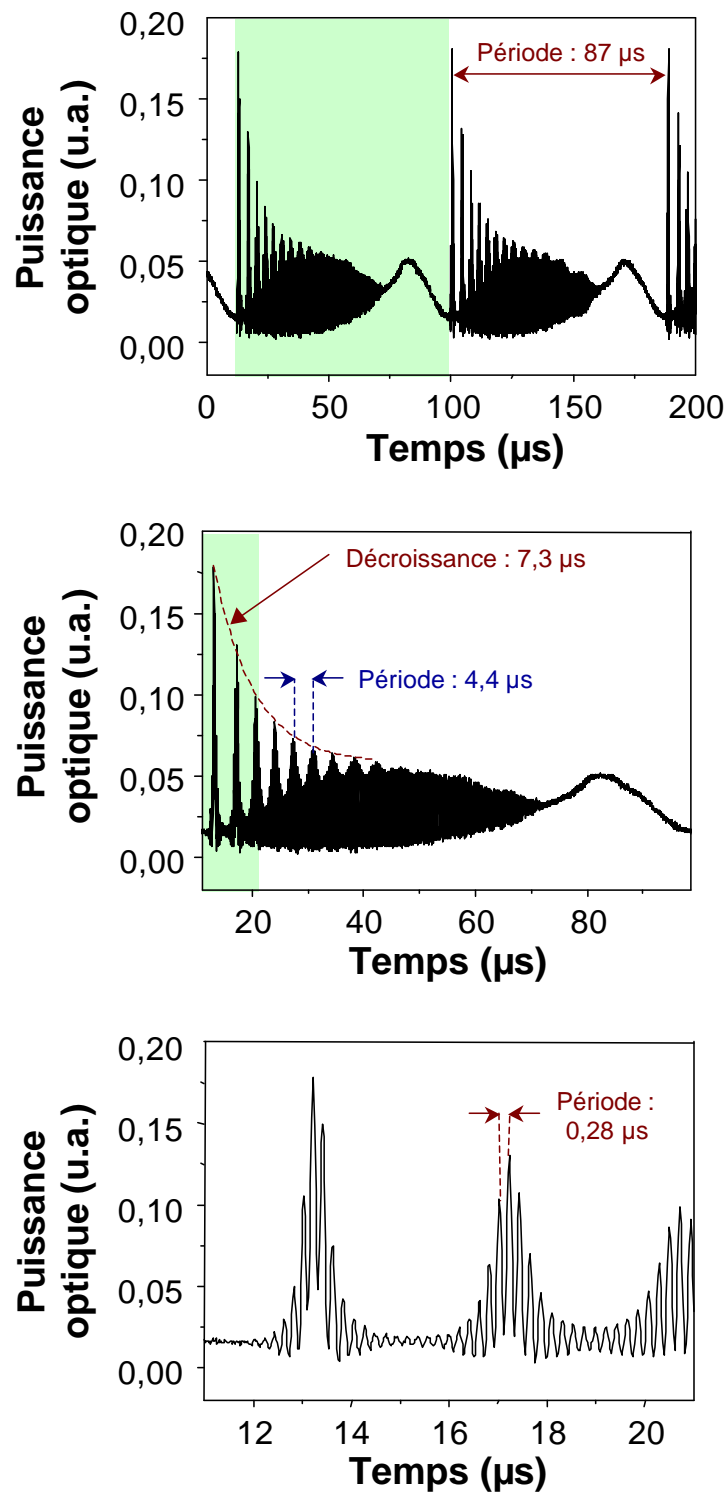 Puissance
optique (u.a.)
0,20
0,15
0,10
0,05
0,00
Période : 87 µs
0 50 100 150 200
Temps (µs)
Puissance
optique (u.a.)
0,20
0,15
0,10
0,05
0,00
Décroissance : 7,3 µs
Période : 4,4 µs
20 40 60 80
Temps (µs)
Puissance
optique (u.a.)
0,20
0,15
0,10
0,05
0,00
Période :
0,28 µs
12 14 16 18 20
Temps (µs)